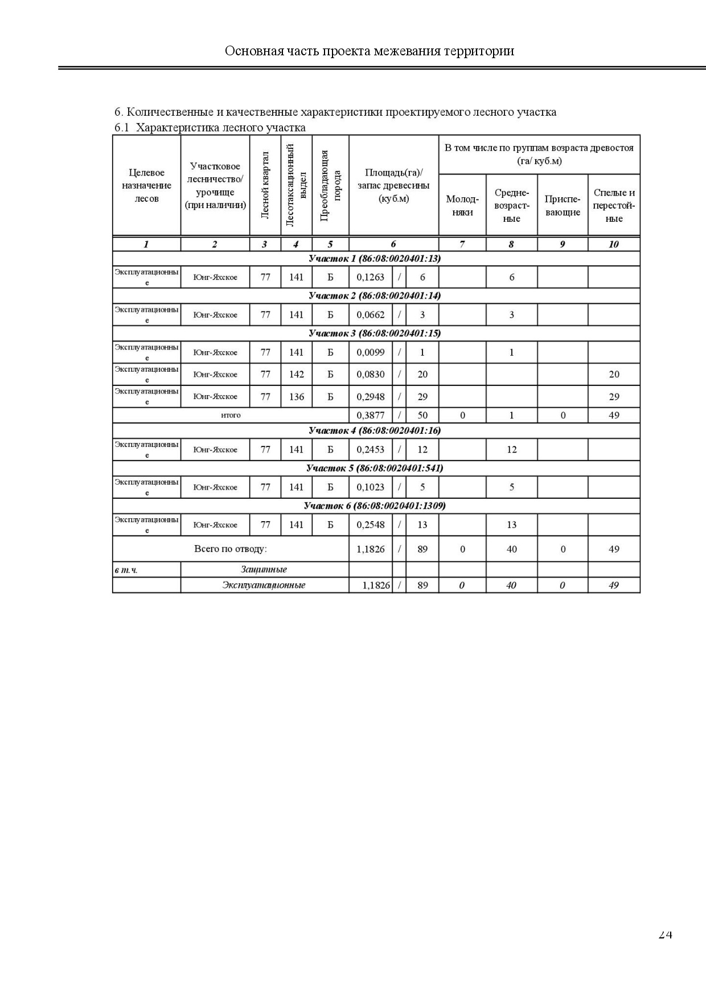 Основная часть проекта межевания территории
6. Количественные и качественные характеристики проектируемого лесного участка
6.1 Характеристика лесного участка
Целевое назначение лесов | Участковое лесничество/ урочище (при наличии) | Лесной квартал | Лесотаксационный выдел | Преобладающая порода | Площадь(га)/ запас древесины (куб.м) | В том числе по группам возраста древостоя (га/ куб.м)
Молод-няки | Средне-возраст-ные | Приспе-вающие | Спелые и перестой-ные
1 2 3 4 5 6 7 8 9 10
Участок 1 (86:08:0020401:13)
Эксплуатационные Юнг-Яхское 77 141 Б 0,1263 / 6 6
Участок 2 (86:08:0020401:14)
Эксплуатационные Юнг-Яхское 77 141 Б 0,0662 / 3 3
Участок 3 (86:08:0020401:15)
Эксплуатационные Юнг-Яхское 77 141 Б 0,0099 / 1 1
Эксплуатационные Юнг-Яхское 77 142 Б 0,0830 / 20 20
Эксплуатационные Юнг-Яхское 77 136 Б 0,2948 / 29 29
итого 0,3877 / 50 0 1 0 49
Участок 4 (86:08:0020401:16)
Эксплуатационные Юнг-Яхское 77 141 Б 0,2453 / 12 12
Участок 5 (86:08:0020401:541)
Эксплуатационные Юнг-Яхское 77 141 Б 0,1023 / 5 5
Участок 6 (86:08:0020401:1309)
Эксплуатационные Юнг-Яхское 77 141 Б 0,2548 / 13 13
Всего по отводу: 1,1826 / 89 0 40 0 49
в т.ч. Защитные
Эксплуатационные 1,1826 / 89 0 40 0 49
24